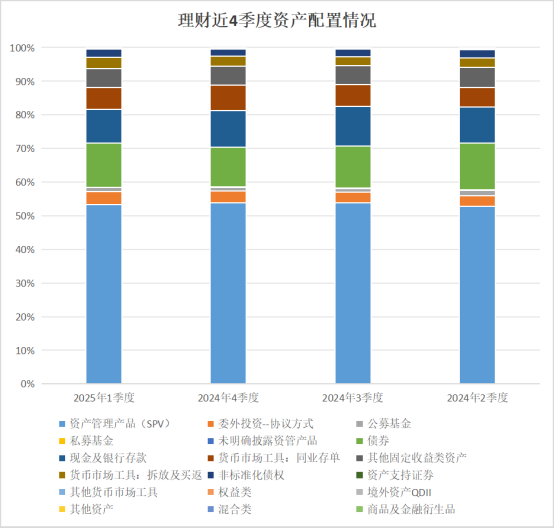 理财近4季度资产配置情况
100%
90%
80%
70%
60%
50%
40%
30%
20%
10%
0%
2025年1季度 2024年4季度 2024年3季度 2024年2季度
资产管理产品（SPV） 委外投资--协议方式 公募基金
私募基金 未明确披露资管产品 债券
现金及银行存款 货币市场工具：同业存单 其他固定收益类资产
货币市场工具：拆放及买返 非标准化债权 资产支持证券
其他货币市场工具 权益类 境外资产QDII
其他资产 混合类 商品及金融衍生品